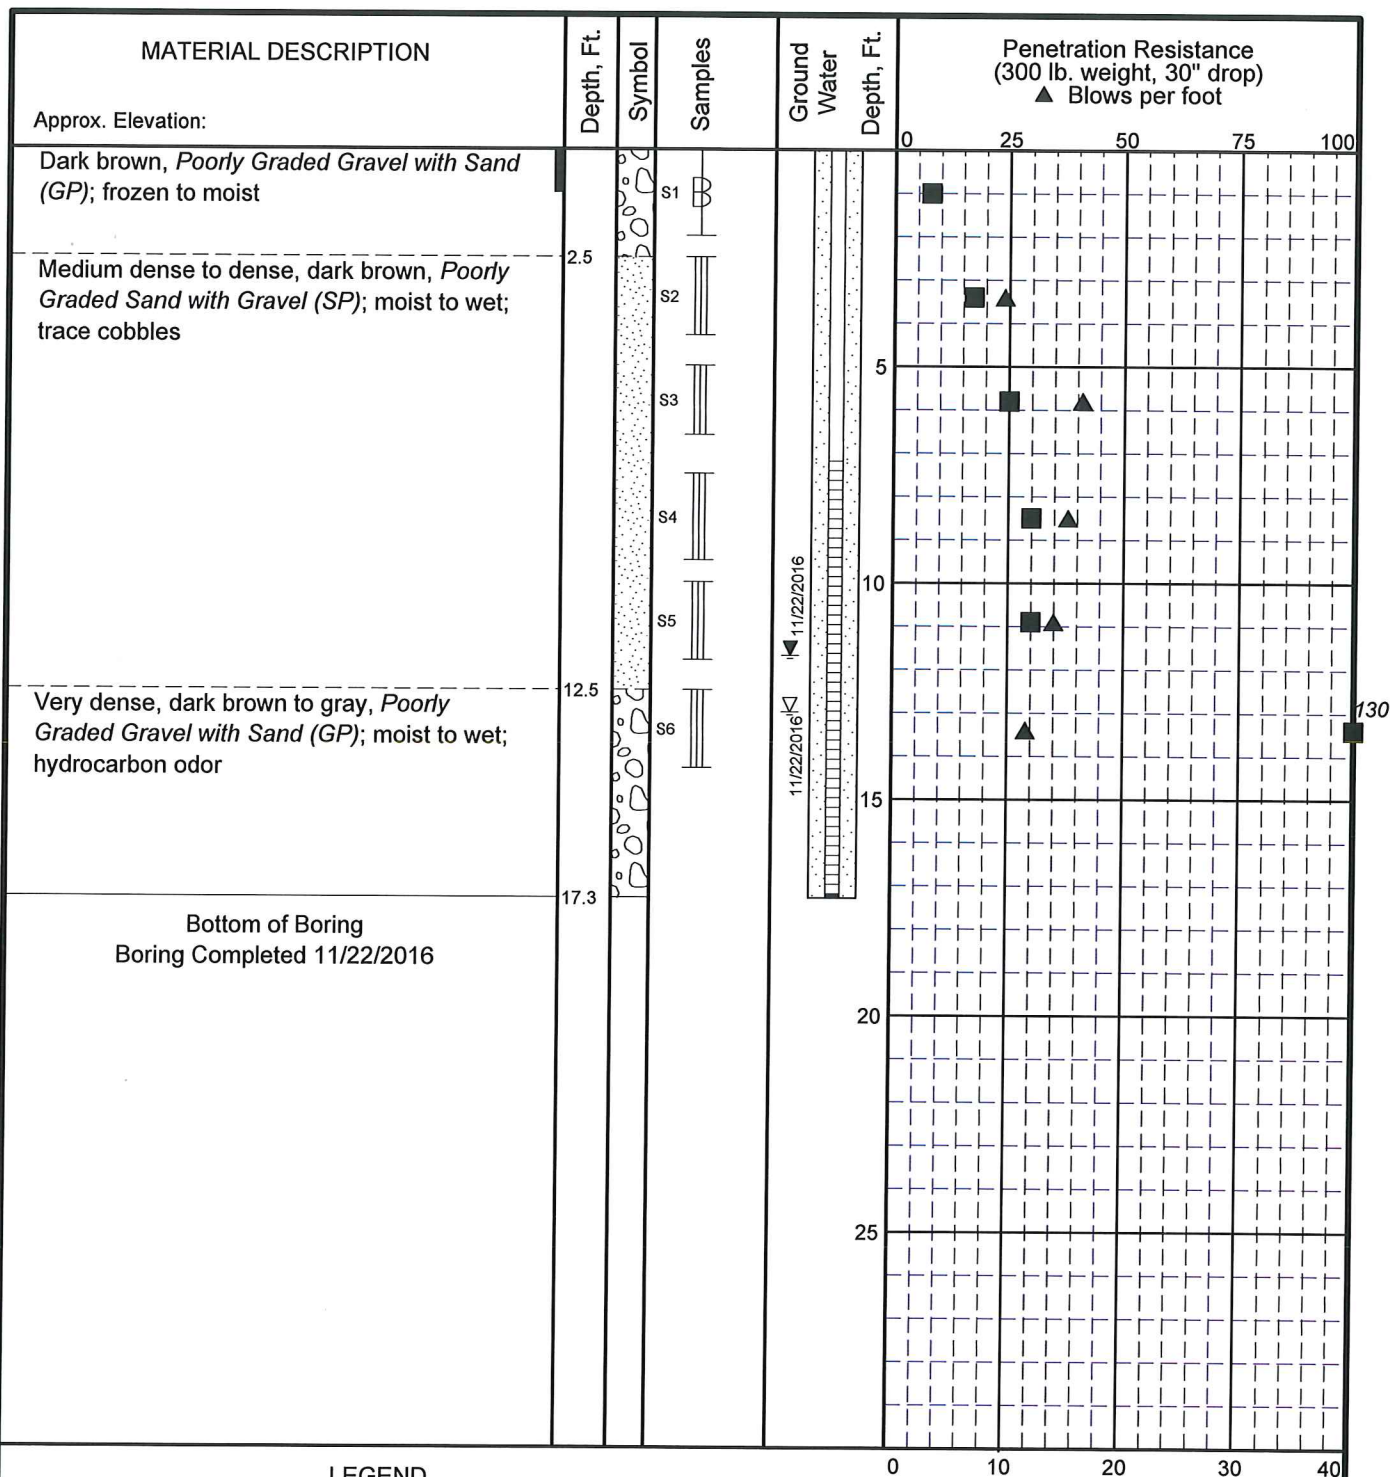 MATERIAL DESCRIPTION
Approx. Elevation:
Depth, Ft.
Symbol
Samples
Ground
Water
Depth, Ft.
Penetration Resistance
(300 lb. weight, 30" drop)
▲ Blows per foot
0 25 50 75 100
Dark brown, Poorly Graded Gravel with Sand
(GP); frozen to moist
S1
B
2.5
Medium dense to dense, dark brown, Poorly
Graded Sand with Gravel (SP); moist to wet;
trace cobbles
S2
5
S3
S4
10
11/22/2016
S5
12.5
Very dense, dark brown to gray, Poorly
Graded Gravel with Sand (GP); moist to wet;
hydrocarbon odor
S6
11/22/2016
130
15
17.3
Bottom of Boring
Boring Completed 11/22/2016
20
25
LEGEND
0 10 20 30 40